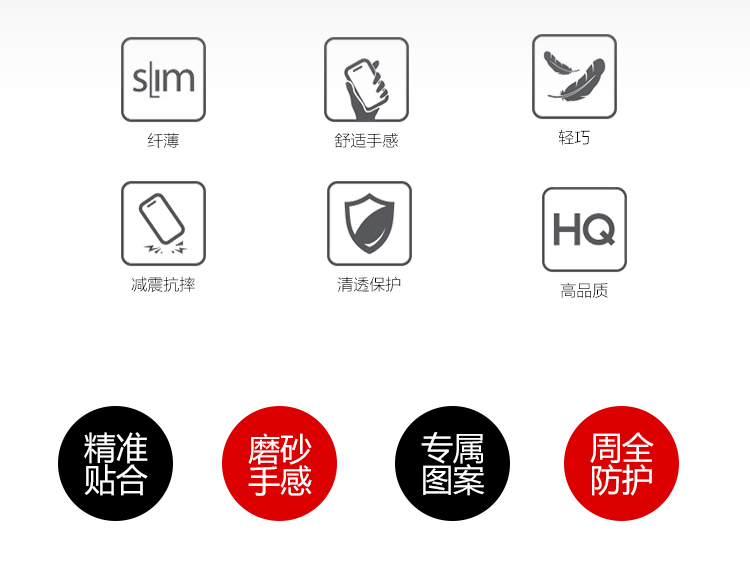 SLIM
纤薄
舒适手感
轻巧
减震抗摔
清透保护
HQ
高品质
精准
贴合
磨砂
手感
专属
图案
周全
防护